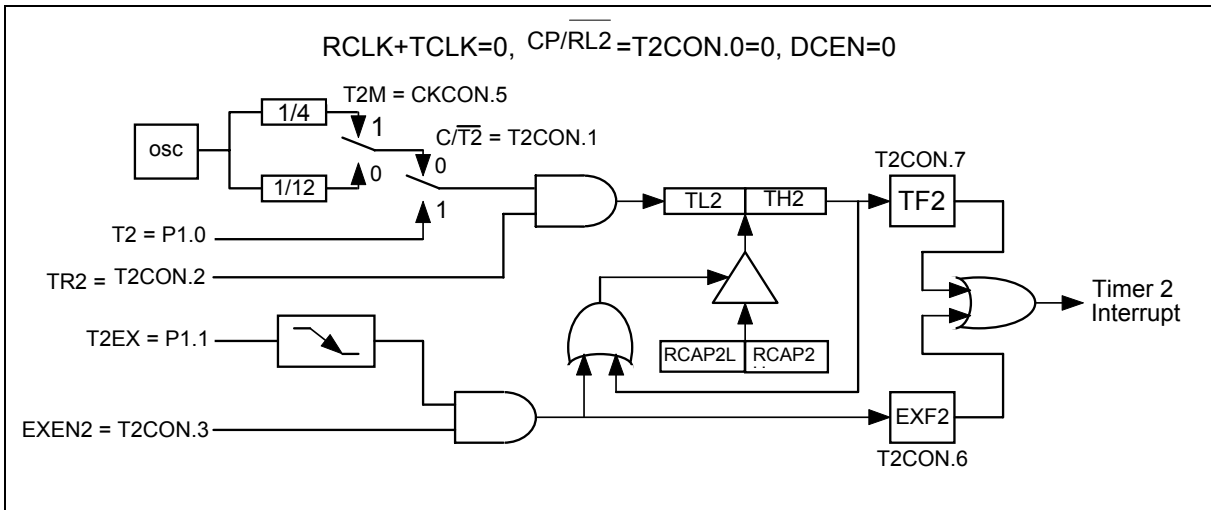 RCLK+TCLK=0, CP/RL2=T2CON.0=0, DCEN=0
T2M = CKCON.5
1/4
1
C/T2 = T2CON.1
osc
0
T2CON.7
1/12
0
TL2
TH2
TF2
1
T2 = P1.0
TR2 = T2CON.2
Timer 2
Interrupt
T2EX = P1.1
RCAP2L
RCAP2
EXEN2 = T2CON.3
EXF2
T2CON.6